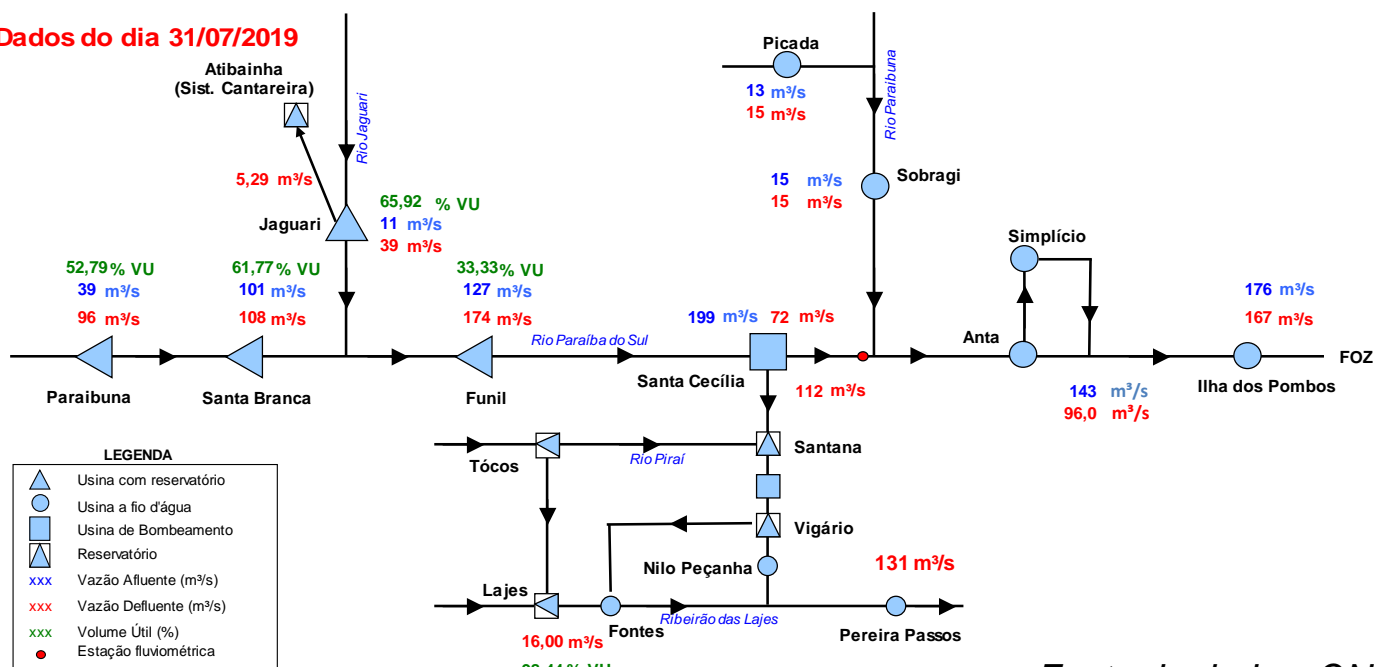 Dados do dia 31/07/2019
Atibainha
(Sist. Cantareira)
Rio Jaguari
5,29 m³/s
Jaguari
65,92 % VU
11 m³/s
39 m³/s
Picada
13 m³/s
15 m³/s
Rio Paraibuna
15 m³/s
15 m³/s
Sobragi
Simplício
52,79 % VU
39 m³/s
96 m³/s
61,77 % VU
101 m³/s
108 m³/s
33,33 % VU
127 m³/s
174 m³/s
Rio Paraíba do Sul
199 m³/s 72 m³/s
Anta
176 m³/s
167 m³/s
FOZ
Paraibuna
Santa Branca
Funil
Santa Cecília
112 m³/s
143 m³/s
96,0 m³/s
Ilha dos Pombos
Tócos
Rio Piraí
Santana
Vigário
Nilo Peçanha
131 m³/s
Lajes
Fontes
Ribeirão das Lajes
Pereira Passos
16,00 m³/s
LEGENDA
Usina com reservatório
Usina a fio d'água
Usina de Bombeamento
Reservatório
xxx Vazão Afluente (m³/s)
xxx Vazão Defluente (m³/s)
xxx Volume Útil (%)
Estação fluviométrica